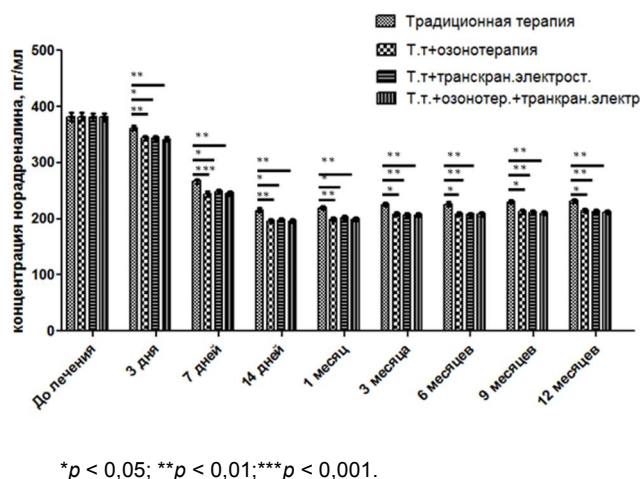 Традиционная терапия
Т.т+озонотерапия
Т.т+транскран.электрост.
Т.т.+озонотер.+транкран.электр
концентрация норадреналина, пг/мл
500
400
300
200
100
0
** * **
** * ***
** * **
** * **
** ** *
** ** *
** ** *
** ** *
До лечения
3 дня
7 дней
14 дней
1 месяц
3 месяца
6 месяцев
9 месяцев
12 месяцев
*p < 0,05; **p < 0,01;***p < 0,001.